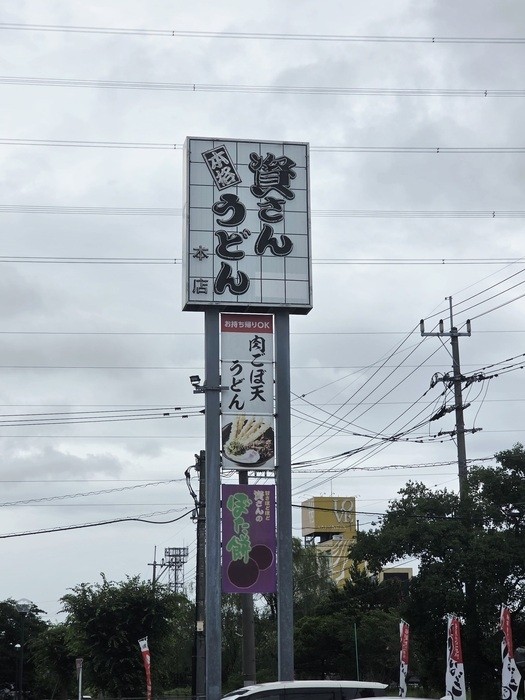 資さん
本格
うどん
本店
お持ち帰りOK
肉ごぼ天
うどん
資さんの
ぼた餅